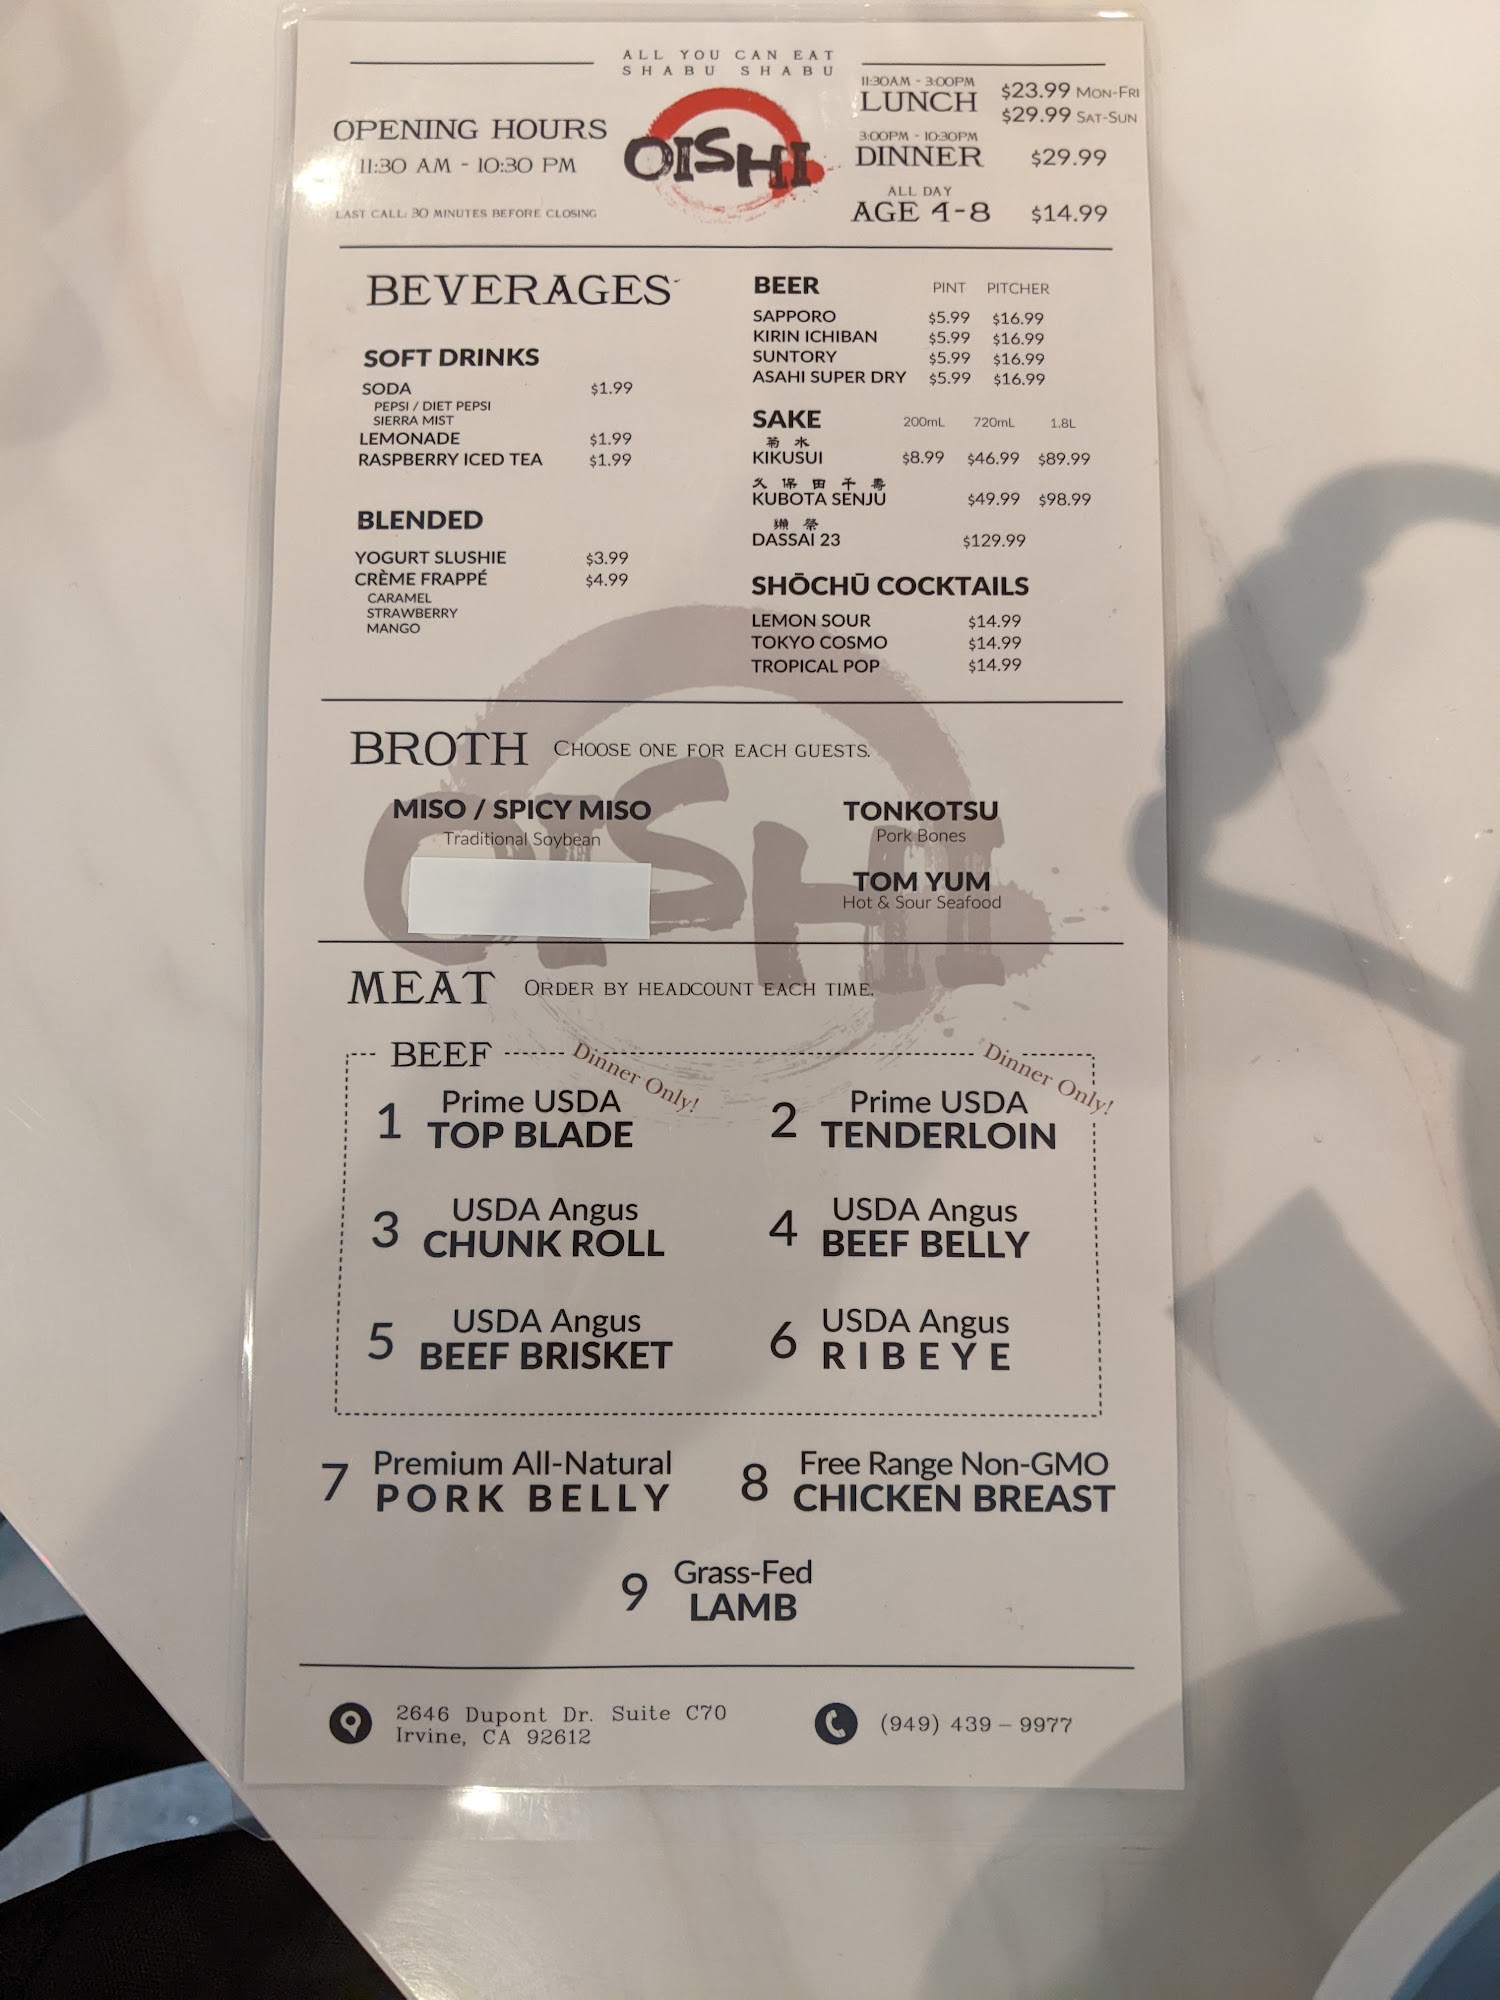 ALL YOU CAN EAT
SHABU SHABU
OISHI
OPENING HOURS
11:30 AM - 10:30 PM
LAST CALL: 30 MINUTES BEFORE CLOSING
11:30AM - 3:00PM
LUNCH $23.99 MON-FRI
$29.99 SAT-SUN
3:00PM - 10:30PM
DINNER $29.99
ALL DAY
AGE 4-8 $14.99
BEVERAGES
SOFT DRINKS
SODA $1.99
PEPSI / DIET PEPSI
SIERRA MIST
LEMONADE $1.99
RASPBERRY ICED TEA $1.99
BLENDED
YOGURT SLUSHIE $3.99
CRÈME FRAPPÉ $4.99
CARAMEL
STRAWBERRY
MANGO
BEER PINT PITCHER
SAPPORO $5.99 $16.99
KIRIN ICHIBAN $5.99 $16.99
SUNTORY $5.99 $16.99
ASAHI SUPER DRY $5.99 $16.99
SAKE 200mL 720mL 1.8L
菊水
KIKUSUI $8.99 $46.99 $89.99
久保田千壽
KUBOTA SENJU $49.99 $98.99
獺祭
DASSAI 23 $129.99
SHŌCHŪ COCKTAILS
LEMON SOUR $14.99
TOKYO COSMO $14.99
TROPICAL POP $14.99
BROTH CHOOSE ONE FOR EACH GUESTS.
MISO / SPICY MISO
Traditional Soybean
TONKOTSU
Pork Bones
TOM YUM
Hot & Sour Seafood
OISHI
MEAT ORDER BY HEADCOUNT EACH TIME.
BEEF
Dinner Only!
Dinner Only!
1 Prime USDA
TOP BLADE
2 Prime USDA
TENDERLOIN
3 USDA Angus
CHUNK ROLL
4 USDA Angus
BEEF BELLY
5 USDA Angus
BEEF BRISKET
6 USDA Angus
RIBEYE
7 Premium All-Natural
PORK BELLY
8 Free Range Non-GMO
CHICKEN BREAST
9 Grass-Fed
LAMB
2646 Dupont Dr. Suite C70
Irvine, CA 92612
(949) 439 – 9977